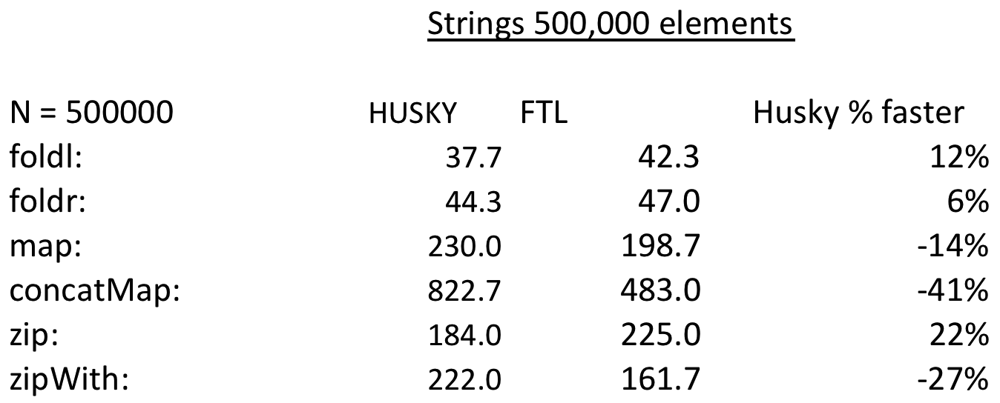 Strings 500,000 elements
N = 500000 HUSKY FTL Husky % faster
foldl: 37.7 42.3 12%
foldr: 44.3 47.0 6%
map: 230.0 198.7 -14%
concatMap: 822.7 483.0 -41%
zip: 184.0 225.0 22%
zipWith: 222.0 161.7 -27%